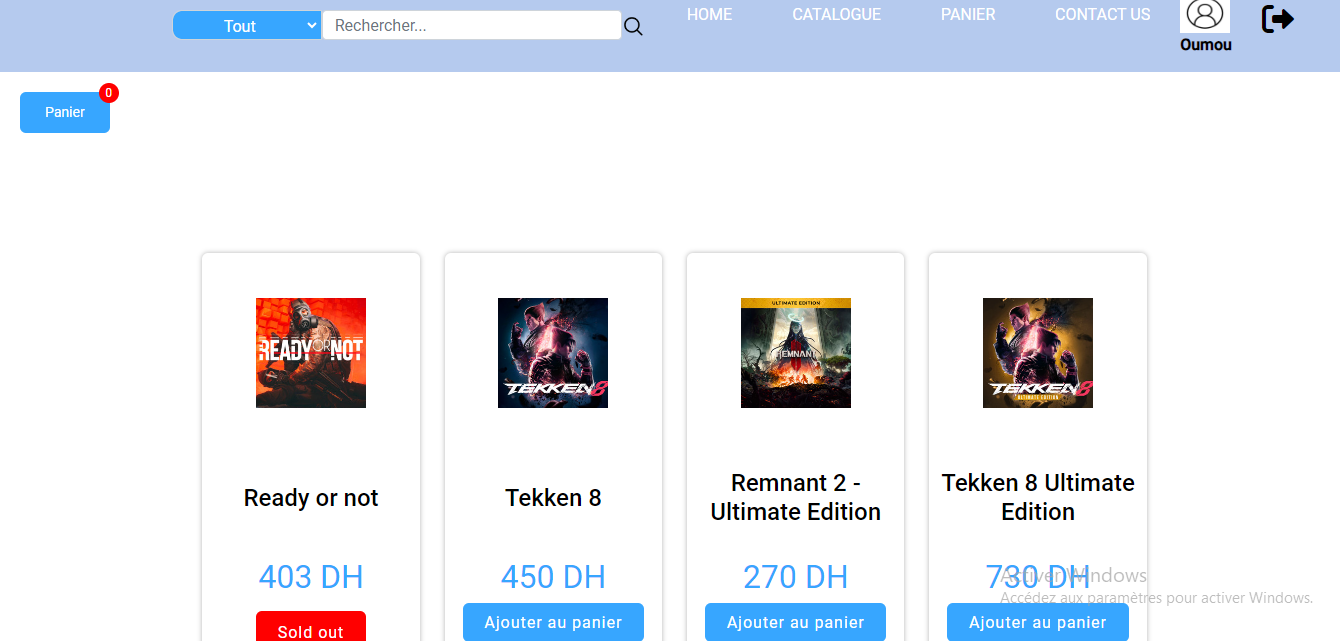 Tout
Rechercher...
HOME
CATALOGUE
PANIER
CONTACT US
Oumou
Panier
0
READY OR NOT
TEKKEN 8
ULTIMATE EDITION
REMNANT II
TEKKEN 8
ULTIMATE EDITION
Ready or not
Tekken 8
Remnant 2 -
Ultimate Edition
Tekken 8 Ultimate
Edition
403 DH
450 DH
270 DH
730 DH
Sold out
Ajouter au panier
Ajouter au panier
Ajouter au panier
Activer Windows
Accédez aux paramètres pour activer Windows.